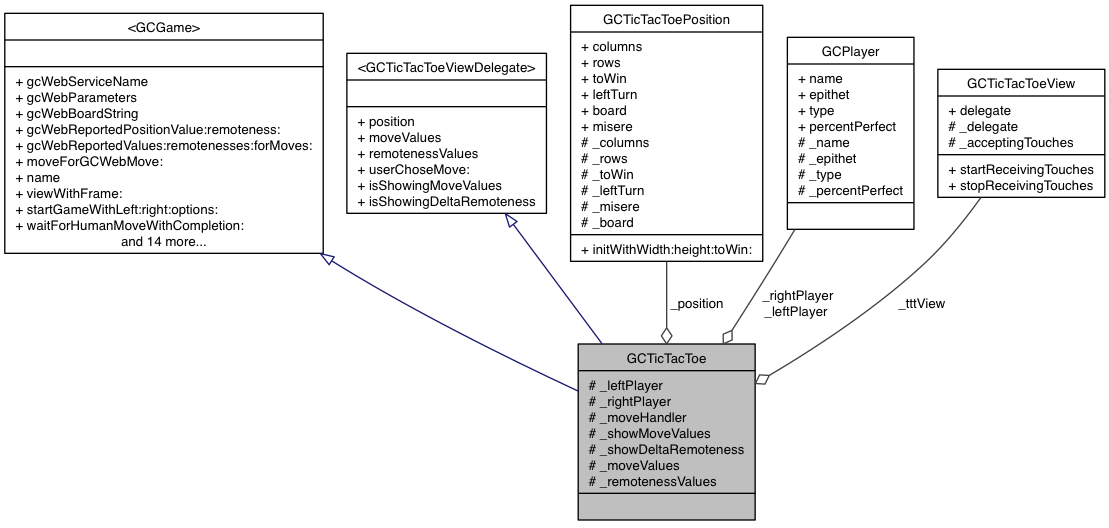 <GCGame>
+ gcWebServiceName
+ gcWebParameters
+ gcWebBoardString
+ gcWebReportedPositionValue:remoteness:
+ gcWebReportedValues:remotenesses:forMoves:
+ moveForGCWebMove:
+ name
+ viewWithFrame:
+ startGameWithLeft:right:options:
+ waitForHumanMoveWithCompletion:
and 14 more...
<GCTicTacToeViewDelegate>
+ position
+ moveValues
+ remotenessValues
+ userChoseMove:
+ isShowingMoveValues
+ isShowingDeltaRemoteness
GCTicTacToePosition
+ columns
+ rows
+ toWin
+ leftTurn
+ board
+ misere
# _columns
# _rows
# _toWin
# _leftTurn
# _misere
# _board
+ initWithWidth:height:toWin:
GCPlayer
+ name
+ epithet
+ type
+ percentPerfect
# _name
# _epithet
# _type
# _percentPerfect
GCTicTacToeView
+ delegate
# _delegate
# _acceptingTouches
+ startReceivingTouches
+ stopReceivingTouches
_position
_rightPlayer
_leftPlayer
_tttView
GCTicTacToe
# _leftPlayer
# _rightPlayer
# _moveHandler
# _showMoveValues
# _showDeltaRemoteness
# _moveValues
# _remotenessValues